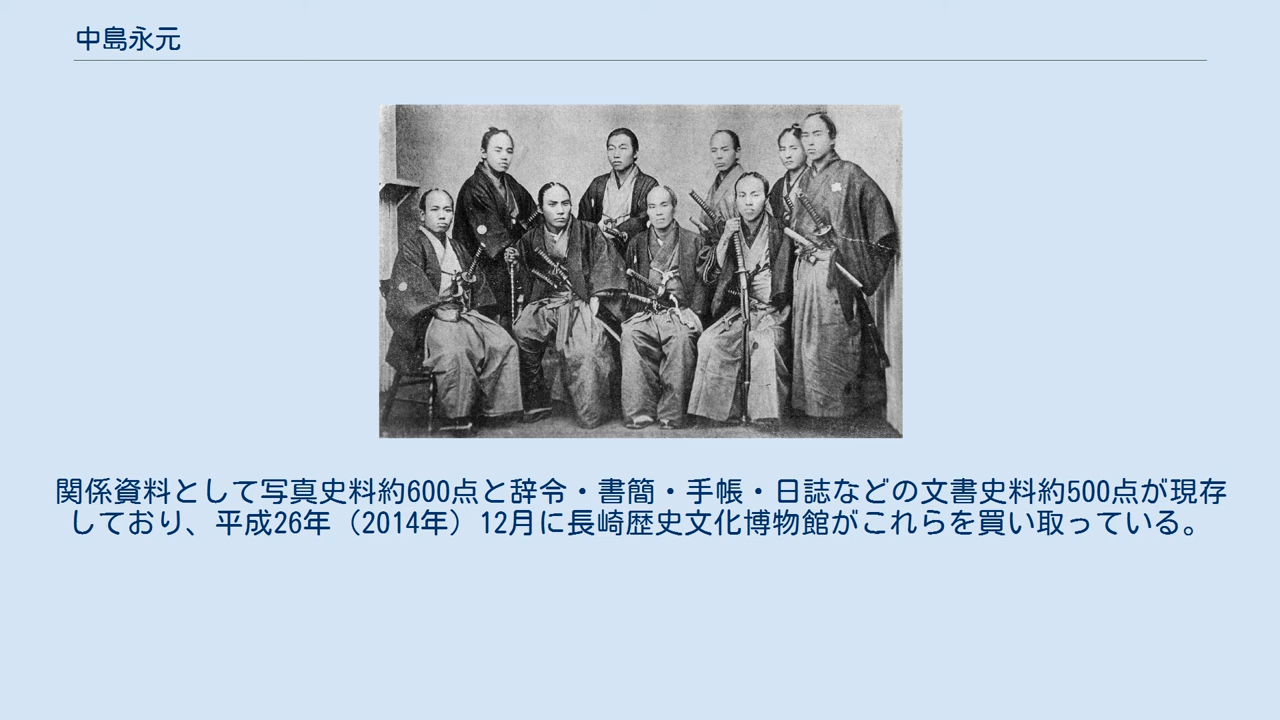 中島永元
関係資料として写真史料約600点と辞令・書簡・手帳・日誌などの文書史料約500点が現存
しており、平成26年（2014年）12月に長崎歴史文化博物館がこれらを買い取っている。